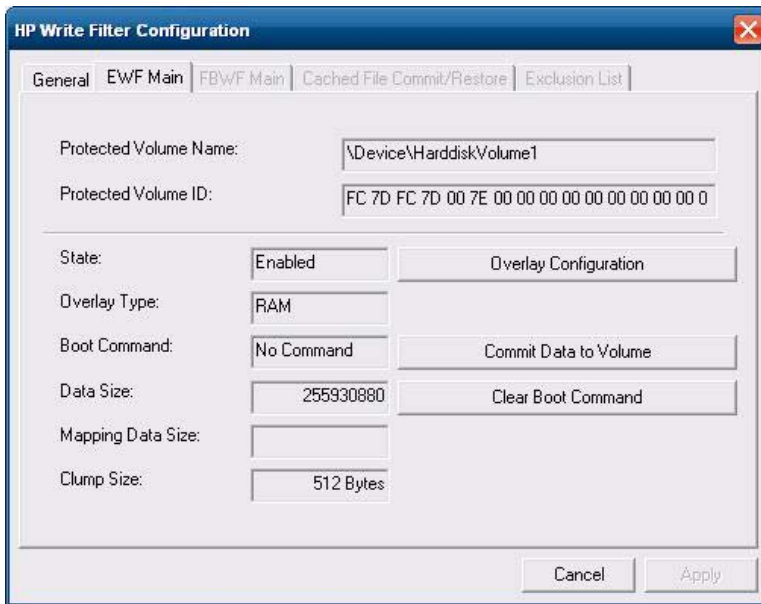 HP Write Filter Configuration
General EWF Main FBWF Main Cached File Commit/Restore Exclusion List
Protected Volume Name: \Device\HarddiskVolume1
Protected Volume ID: FC 7D FC 7D 00 7E 00 00 00 00 00 00 00 00 00 0
State: Enabled Overlay Configuration
Overlay Type: RAM
Boot Command: No Command Commit Data to Volume
Data Size: 255930880 Clear Boot Command
Mapping Data Size:
Clump Size: 512 Bytes
Cancel Apply